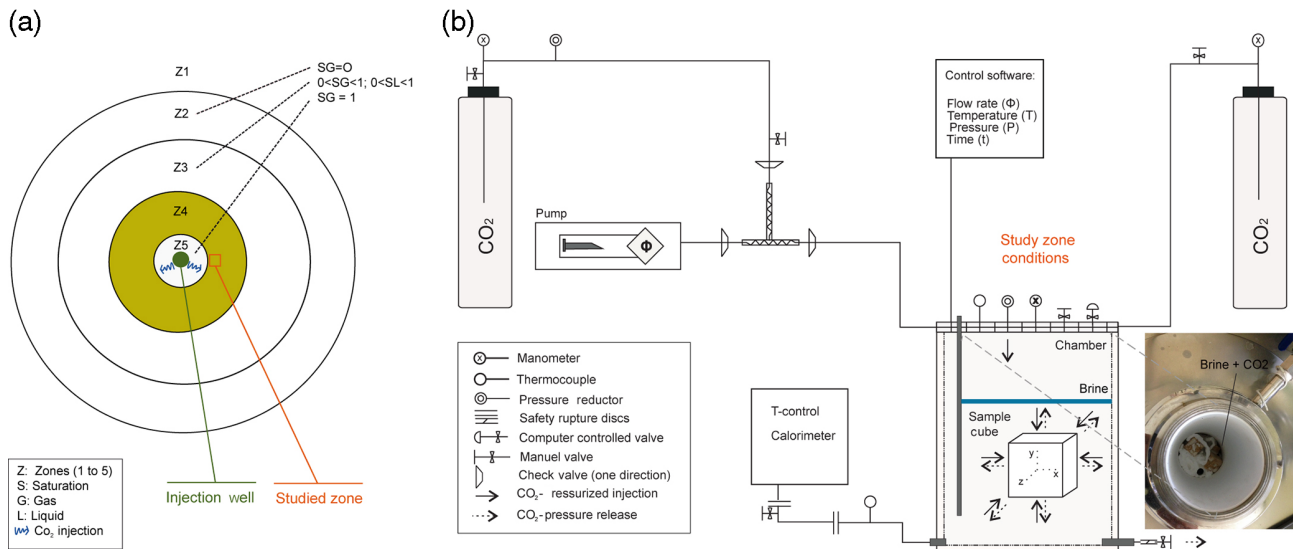 (a)
Z1
Z2
Z3
Z4
Z5
SG=O
0<SG<1; 0<SL<1
SG = 1
Z: Zones (1 to 5)
S: Saturation
G: Gas
L: Liquid
Co₂ injection
Injection well
Studied zone
(b)
x
CO₂
Pump
Φ
Control software:
Flow rate (Φ)
Temperature (T)
Pressure (P)
Time (t)
x
CO₂
Study zone
conditions
x
Chamber
Brine
Sample
cube
y
x
z
T-control
Calorimeter
Brine + CO2
x
Manometer
Thermocouple
Pressure reductor
Safety rupture discs
Computer controlled valve
Manuel valve
Check valve (one direction)
CO₂- ressurized injection
CO₂-pressure release